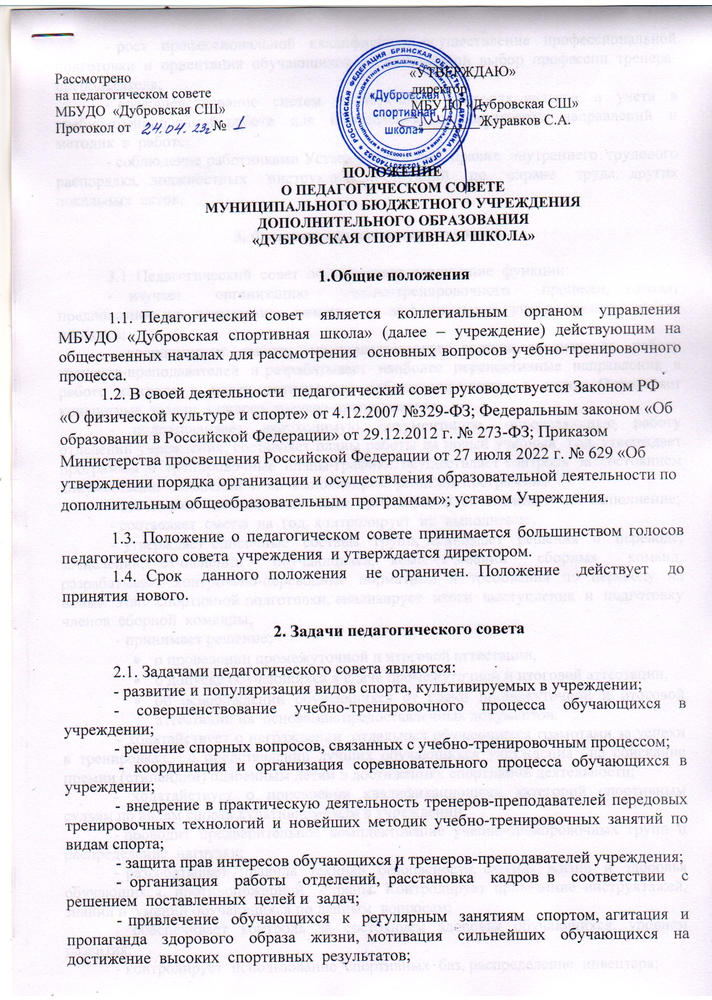 Рассмотрено
на педагогическом совете
МБУДО «Дубровская СШ»
Протокол от 24.04.23г № 1
«УТВЕРЖДАЮ»
директор
МБУДО «Дубровская СШ»
Журавков С.А.
«Дубровская
спортивная
школа»
ПОЛОЖЕНИЕ
О ПЕДАГОГИЧЕСКОМ СОВЕТЕ
МУНИЦИПАЛЬНОГО БЮДЖЕТНОГО УЧРЕЖДЕНИЯ
ДОПОЛНИТЕЛЬНОГО ОБРАЗОВАНИЯ
«ДУБРОВСКАЯ СПОРТИВНАЯ ШКОЛА»
1.Общие положения
1.1. Педагогический совет является коллегиальным органом управления
МБУДО «Дубровская спортивная школа» (далее – учреждение) действующим на
общественных началах для рассмотрения основных вопросов учебно-тренировочного
процесса.
1.2. В своей деятельности педагогический совет руководствуется Законом РФ
«О физической культуре и спорте» от 4.12.2007 №329-ФЗ; Федеральным законом «Об
образовании в Российской Федерации» от 29.12.2012 г. № 273-ФЗ; Приказом
Министерства просвещения Российской Федерации от 27 июля 2022 г. № 629 «Об
утверждении порядка организации и осуществления образовательной деятельности по
дополнительным общеобразовательным программам»; уставом Учреждения.
1.3. Положение о педагогическом совете принимается большинством голосов
педагогического совета учреждения и утверждается директором.
1.4. Срок данного положения не ограничен. Положение действует до
принятия нового.
2. Задачи педагогического совета
2.1. Задачами педагогического совета являются:
- развитие и популяризация видов спорта, культивируемых в учреждении;
- совершенствование учебно-тренировочного процесса обучающихся в
учреждении;
- решение спорных вопросов, связанных с учебно-тренировочным процессом;
- координация и организация соревновательного процесса обучающихся в
учреждении;
- внедрение в практическую деятельность тренеров-преподавателей передовых
тренировочных технологий и новейших методик учебно-тренировочных занятий по
видам спорта;
- защита прав интересов обучающихся и тренеров-преподавателей учреждения;
- организация работы отделений, расстановка кадров в соответствии с
решением поставленных целей и задач;
- привлечение обучающихся к регулярным занятиям спортом, агитация и
пропаганда здорового образа жизни, мотивация сильнейших обучающихся на
достижение высоких спортивных результатов;